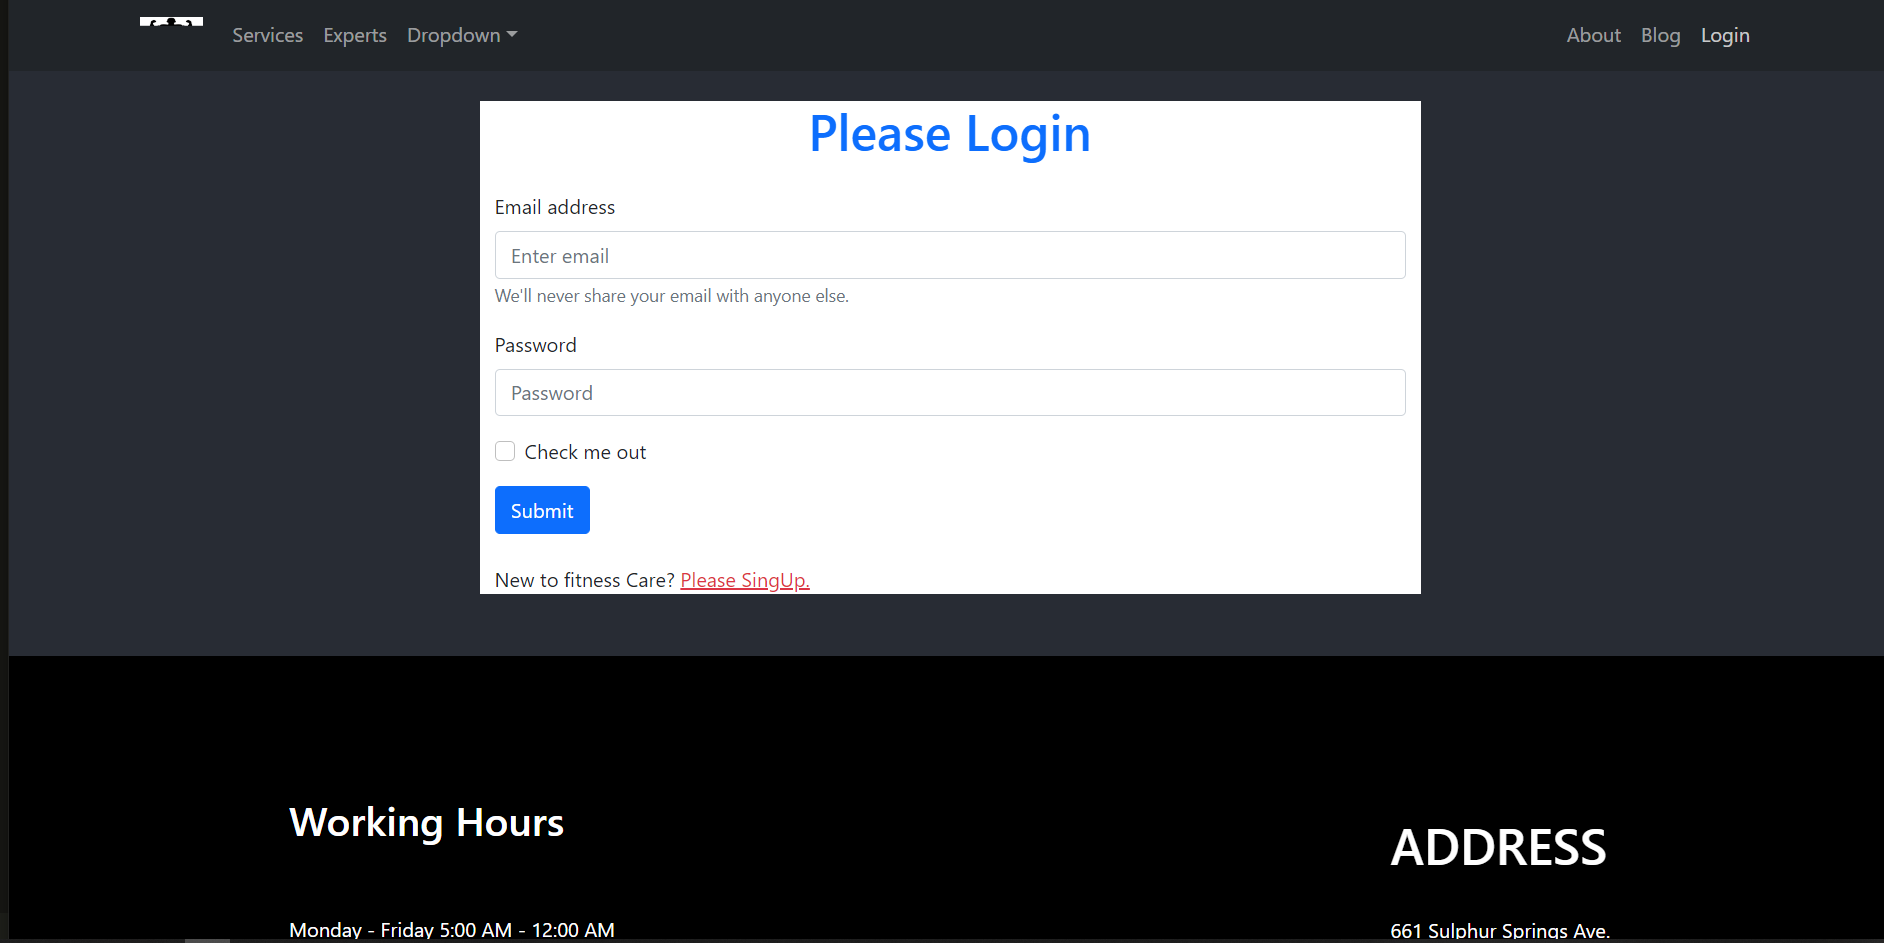 Services Experts Dropdown About Blog Login
Please Login
Email address
Enter email
We'll never share your email with anyone else.
Password
Password
Check me out
Submit
New to fitness Care? Please SingUp.
Working Hours
ADDRESS
Monday - Friday 5:00 AM - 12:00 AM
661 Sulphur Springs Ave.